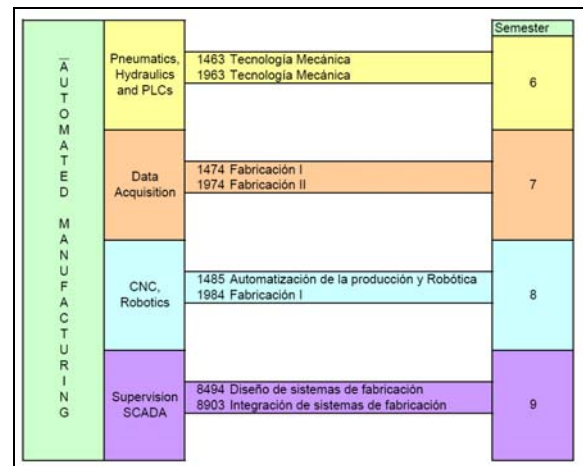 AUTOMATED MANUFACTURING
Semester
Pneumatics,
Hydraulics
and PLCs
1463 Tecnología Mecánica
1963 Tecnología Mecánica
6
Data
Acquisition
1474 Fabricación I
1974 Fabricación II
7
CNC,
Robotics
1485 Automatización de la producción y Robótica
1984 Fabricación I
8
Supervision
SCADA
8494 Diseño de sistemas de fabricación
8903 Integración de sistemas de fabricación
9